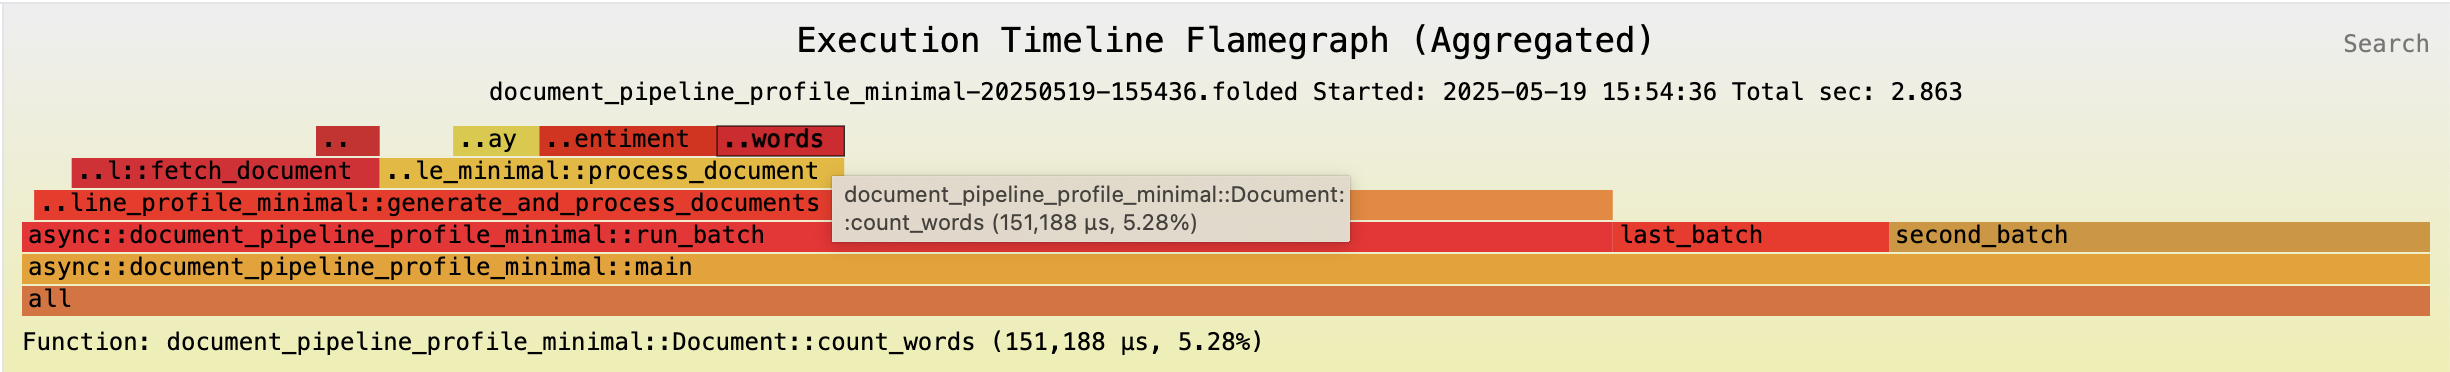 Execution Timeline Flamegraph (Aggregated)
Search
document_pipeline_profile_minimal-20250519-155436.folded Started: 2025-05-19 15:54:36 Total sec: 2.863
.. ..ay ..entiment ..words
..l::fetch_document ..le_minimal::process_document
..line_profile_minimal::generate_and_process_documents
document_pipeline_profile_minimal::Document:
:count_words (151,188 µs, 5.28%)
async::document_pipeline_profile_minimal::run_batch last_batch second_batch
async::document_pipeline_profile_minimal::main
all
Function: document_pipeline_profile_minimal::Document::count_words (151,188 µs, 5.28%)